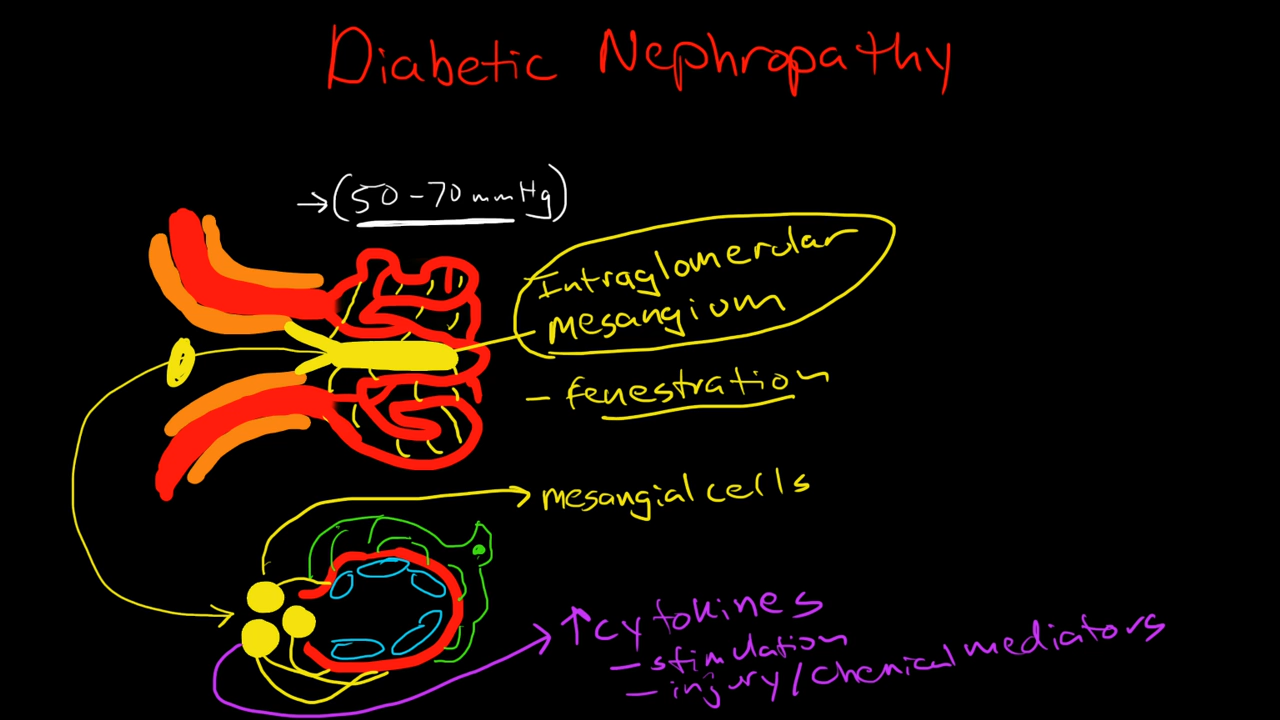 Diabetic Nephropathy
→(50-70 mmHg)
Intraglomerular
mesangium
- fenestration
mesangial cells
↑cytokines
- stimulation
- injury/chemical mediators